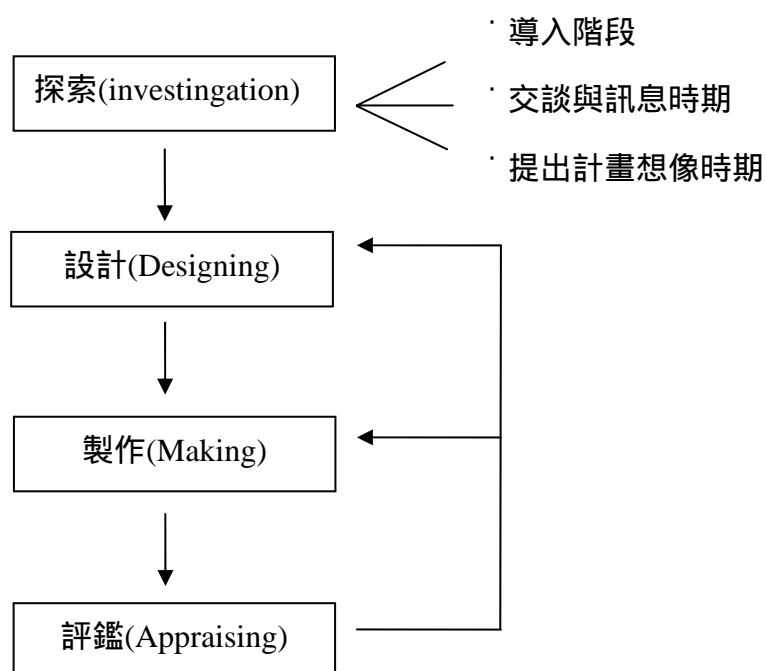 ˙導入階段
探索(investingation)
˙交談與訊息時期
˙提出計畫想像時期
設計(Designing)
製作(Making)
評鑑(Appraising)